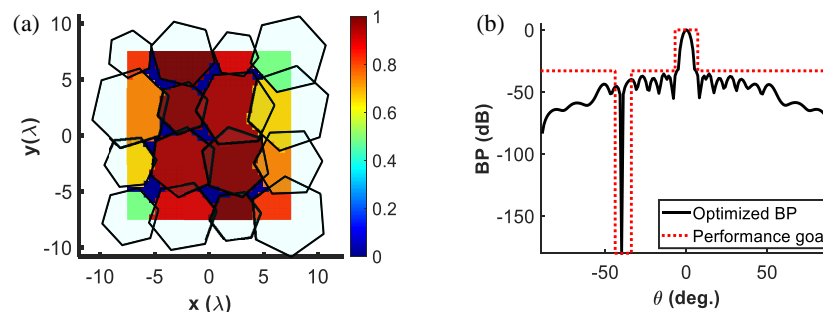 (a)
10
5
0
-5
-10
y(λ)
-10
-5
0
5
10
x (λ)
1
0.8
0.6
0.4
0.2
0
(b)
0
-50
-100
-150
BP (dB)
-50
0
50
θ (deg.)
Optimized BP
Performance goa